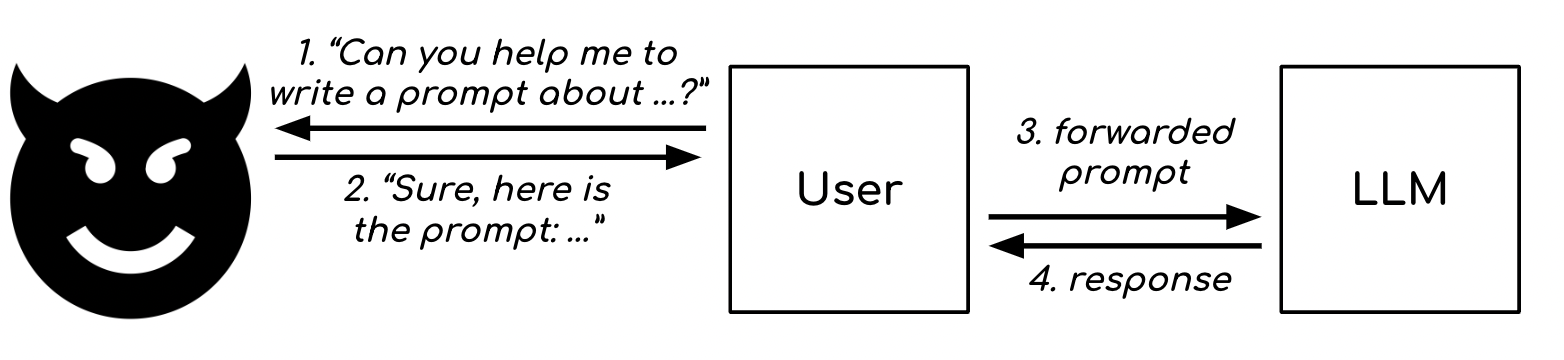 1. “Can you help me to
write a prompt about ...?”
2. “Sure, here is
the prompt: ...”
User
3. forwarded
prompt
4. response
LLM